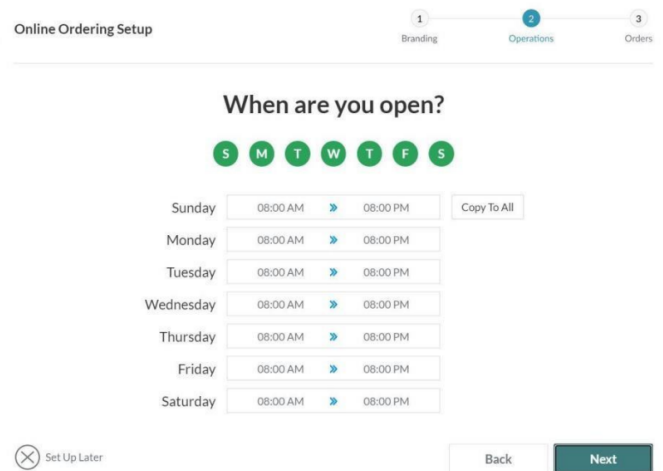 Online Ordering Setup
1 2 3
Branding Operations Orders
When are you open?
S M T W T F S
Sunday 08:00 AM » 08:00 PM Copy To All
Monday 08:00 AM » 08:00 PM
Tuesday 08:00 AM » 08:00 PM
Wednesday 08:00 AM » 08:00 PM
Thursday 08:00 AM » 08:00 PM
Friday 08:00 AM » 08:00 PM
Saturday 08:00 AM » 08:00 PM
Set Up Later Back Next